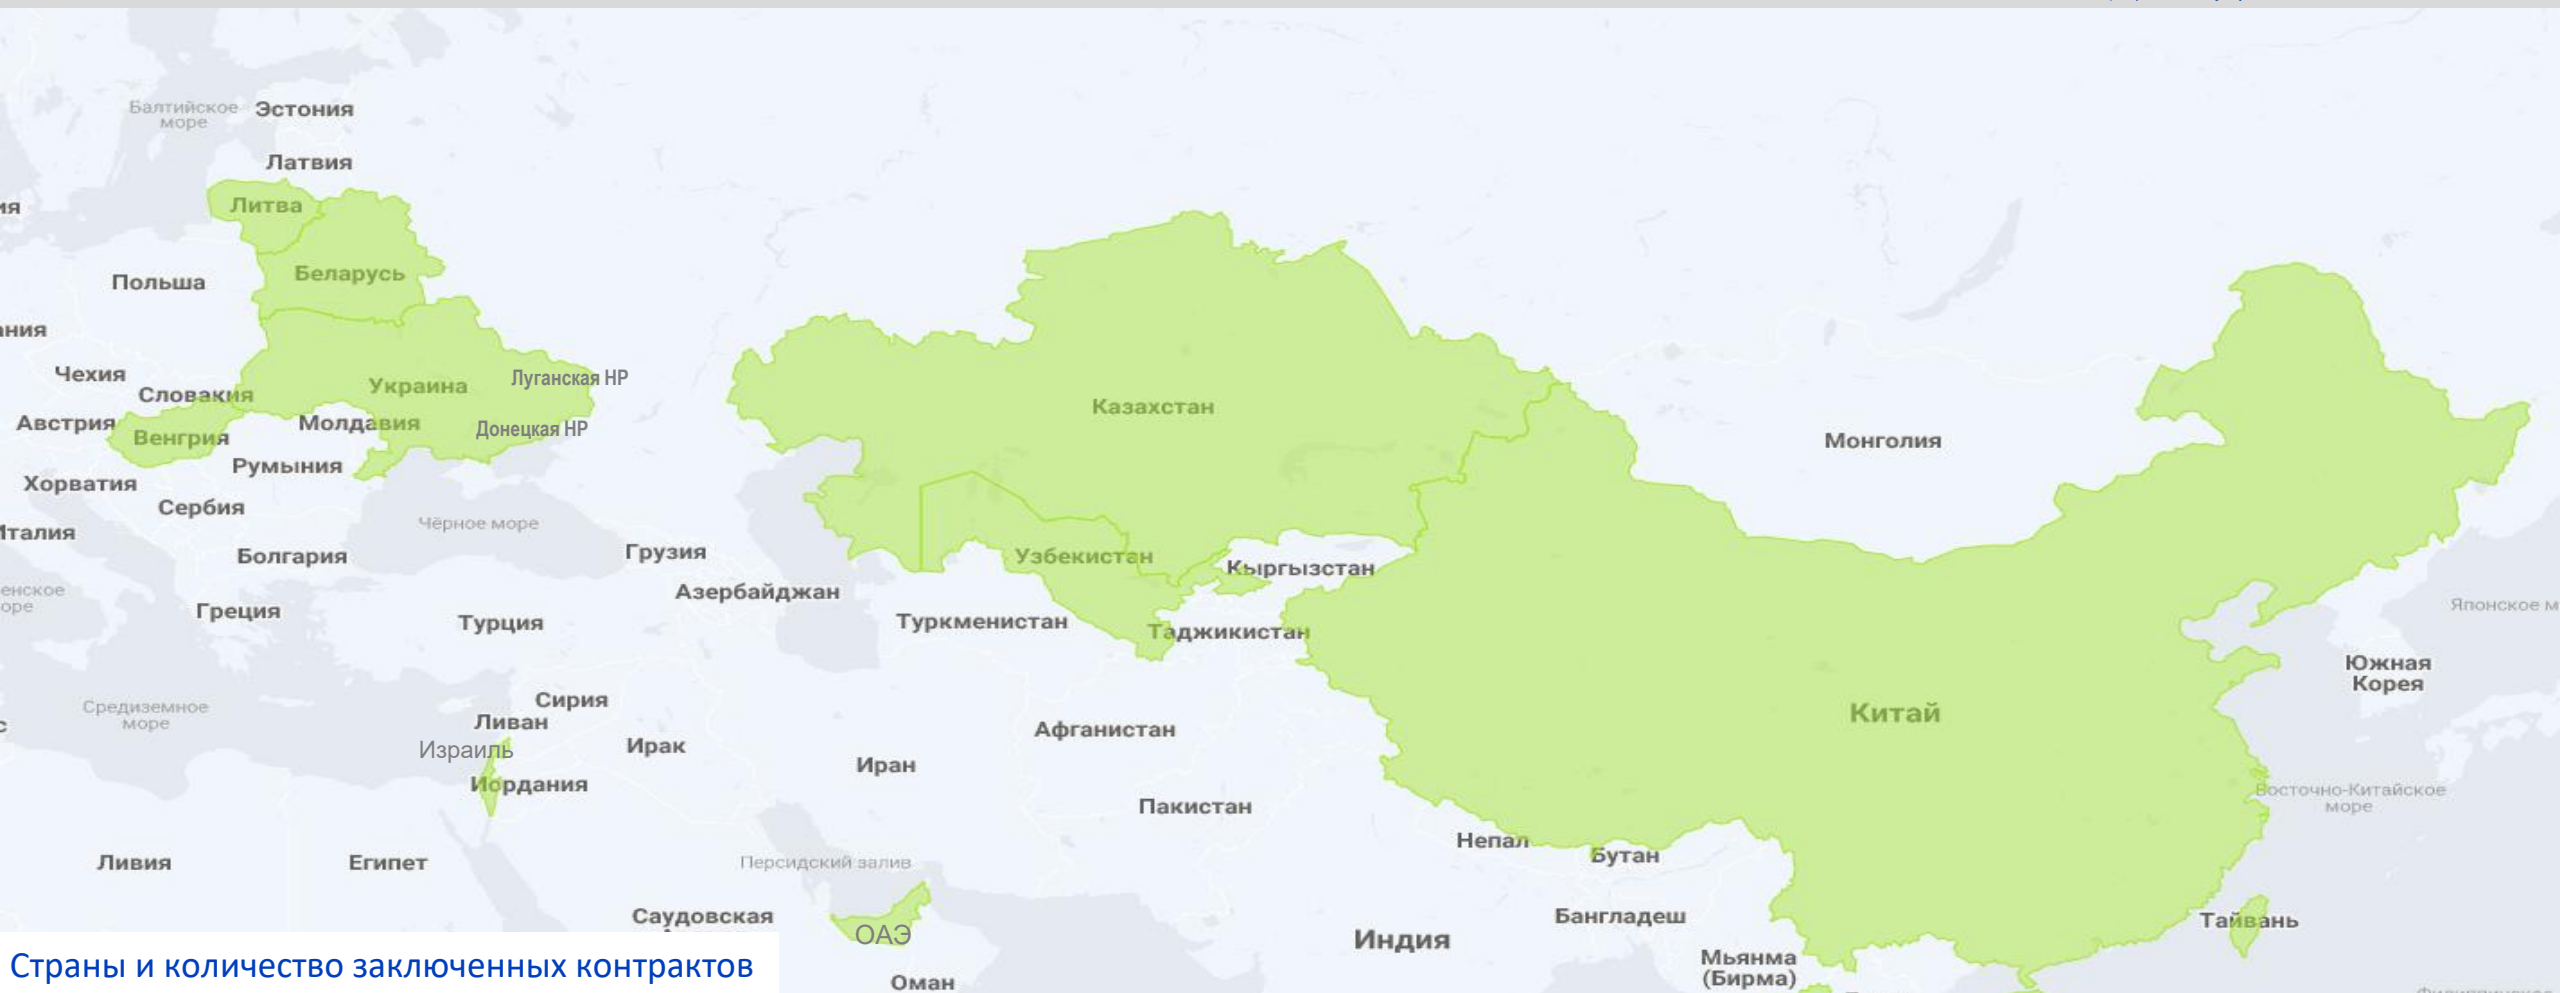 Балтийское
море
Эстония
Латвия
Литва
Беларусь
Польша
Чехия
Словакия
Украина
Луганская НР
Донецкая НР
Австрия
Венгрия
Молдавия
Румыния
Хорватия
Сербия
Чёрное море
Болгария
Греция
Турция
Грузия
Азербайджан
Казахстан
Узбекистан
Кыргызстан
Туркменистан
Таджикистан
Монголия
Китай
Южная
Корея
Восточно-Китайское
море
Тайвань
Средиземное
море
Сирия
Ливан
Израиль
Иордания
Ирак
Иран
Афганистан
Пакистан
Непал
Бутан
Бангладеш
Индия
Мьянма
(Бирма)
Ливия
Египет
Персидский залив
Саудовская
ОАЭ
Оман
Страны и количество заключенных контрактов